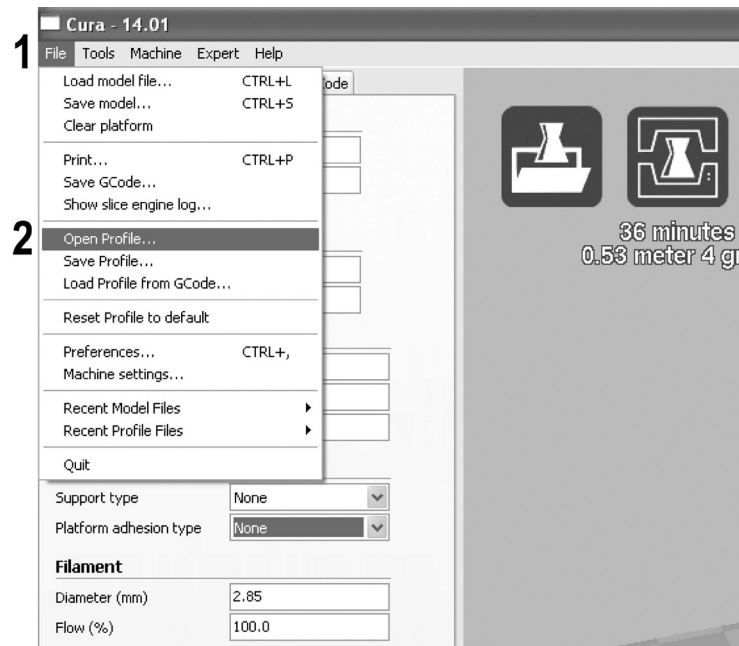 Cura - 14.01
1
File Tools Machine Expert Help
Load model file... CTRL+L
Save model... CTRL+S
Clear platform
Print... CTRL+P
Save GCode...
Show slice engine log...
2
Open Profile...
Save Profile...
Load Profile from GCode...
Reset Profile to default
Preferences... CTRL+,
Machine settings...
Recent Model Files
Recent Profile Files
Quit
Support type None
Platform adhesion type None
Filament
Diameter (mm) 2.85
Flow (%) 100.0
36 minutes
0.53 meter 4